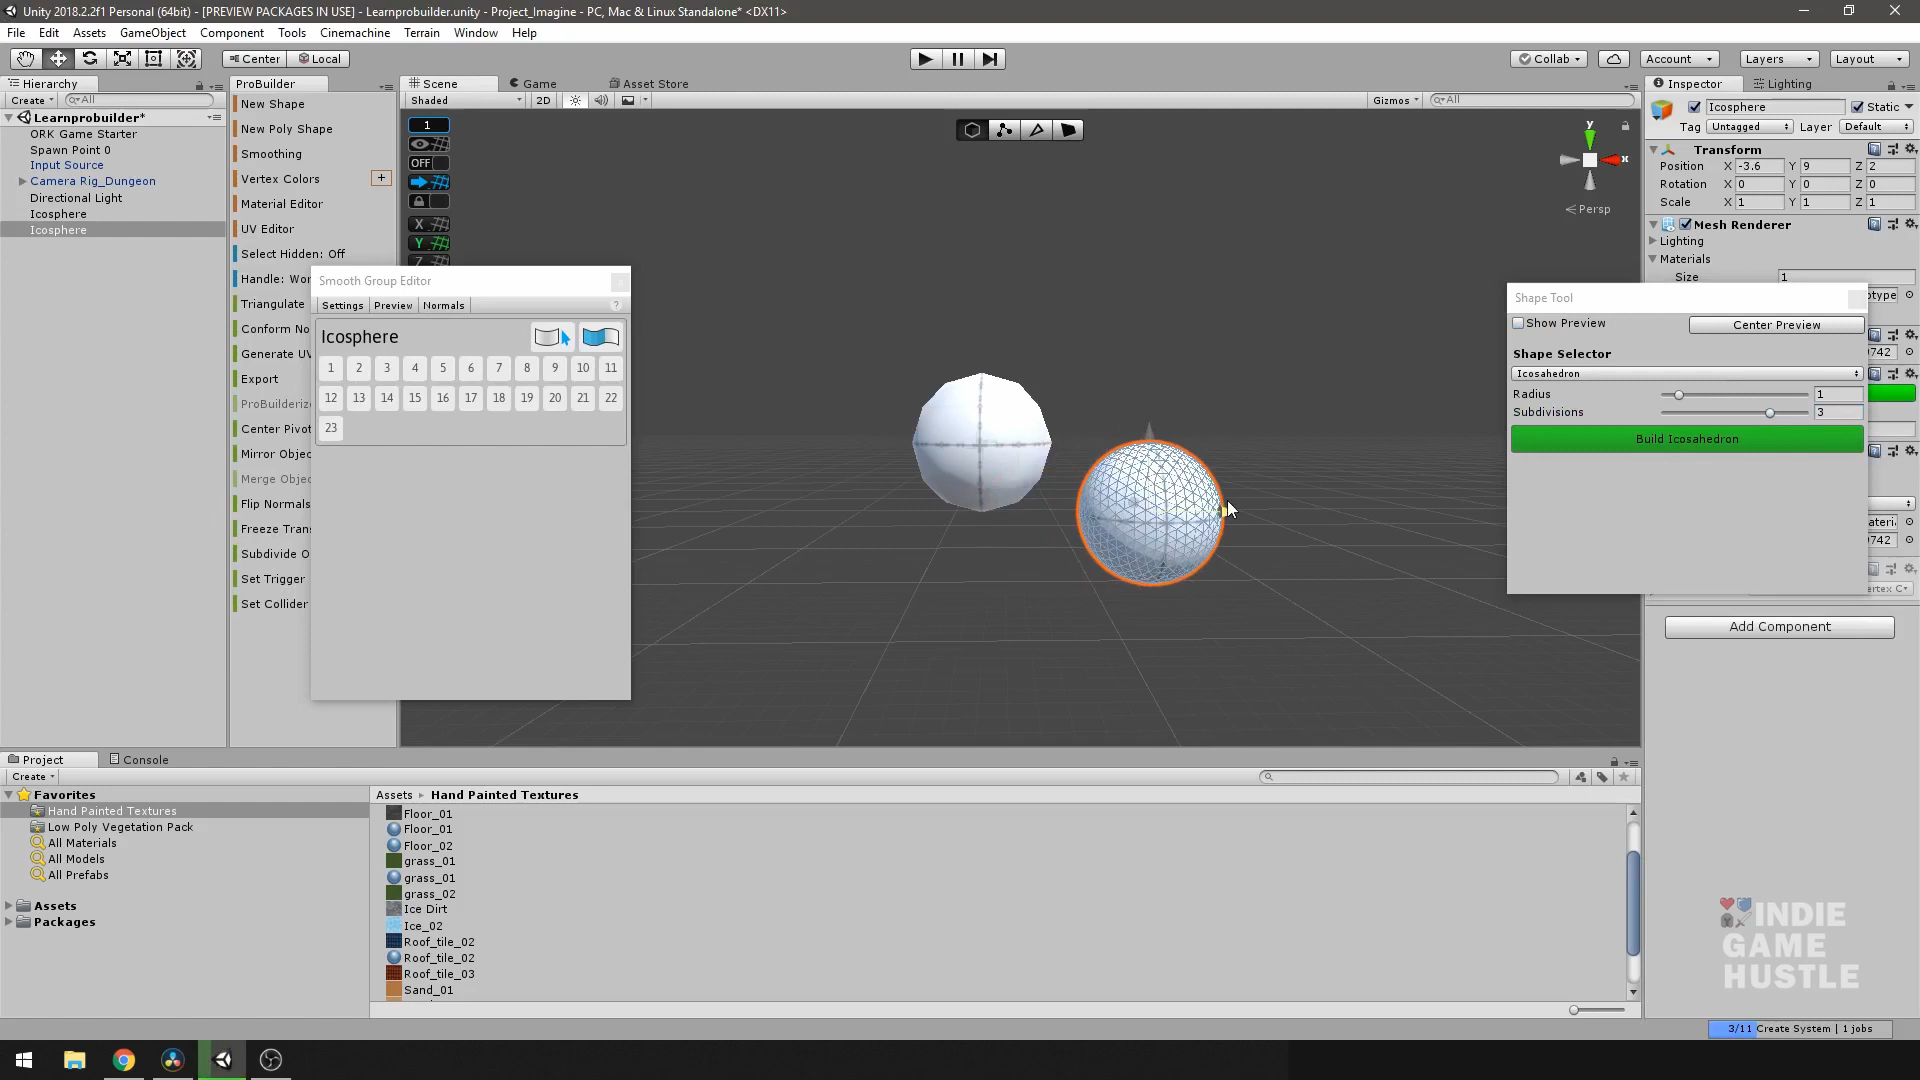 Unity 2018.2.2f1 Personal (64bit) - [PREVIEW PACKAGES IN USE] - Learnprobuilder.unity - Project_Imagine - PC, Mac & Linux Standalone* <DX11>
File Edit Assets GameObject Component Tools Cinemachine Terrain Window Help
Center Local Collab Account Layers Layout
Hierarchy
Create All
Learnprobuilder*
ORK Game Starter
Spawn Point 0
Input Source
Camera Rig_Dungeon
Directional Light
Icosphere
Icosphere
ProBuilder
New Shape
New Poly Shape
Smoothing
Vertex Colors +
Material Editor
UV Editor
Select Hidden: Off
Handle: Wor
Triangulate
Conform No
Generate UV
Export
ProBuilderize
Center Pivot
Mirror Objec
Merge Objec
Flip Normals
Freeze Tran
Subdivide O
Set Trigger
Set Collider
Scene Game Asset Store
Shaded 2D Gizmos All
1
OFF
X
Y
Z
y
x
Persp
Smooth Group Editor
Settings Preview Normals ?
Icosphere
1 2 3 4 5 6 7 8 9 10 11
12 13 14 15 16 17 18 19 20 21 22
23
Shape Tool
Show Preview Center Preview
Shape Selector
Icosahedron
Radius 1
Subdivisions 3
Build Icosahedron
Inspector Lighting
Icosphere Static
Tag Untagged Layer Default
Transform
Position X -3.6 Y 9 Z 2
Rotation X 0 Y 0 Z 0
Scale X 1 Y 1 Z 1
Mesh Renderer
Lighting
Materials
Size 1
otype
742
ateri
742
ertex C
Add Component
Project Console
Create
Favorites
Hand Painted Textures
Low Poly Vegetation Pack
All Materials
All Models
All Prefabs
Assets
Packages
Assets Hand Painted Textures
Floor_01
Floor_01
Floor_02
grass_01
grass_01
grass_02
Ice Dirt
Ice_02
Roof_tile_02
Roof_tile_02
Roof_tile_03
Sand_01
INDIE
GAME
HUSTLE
3/11 Create System | 1 jobs